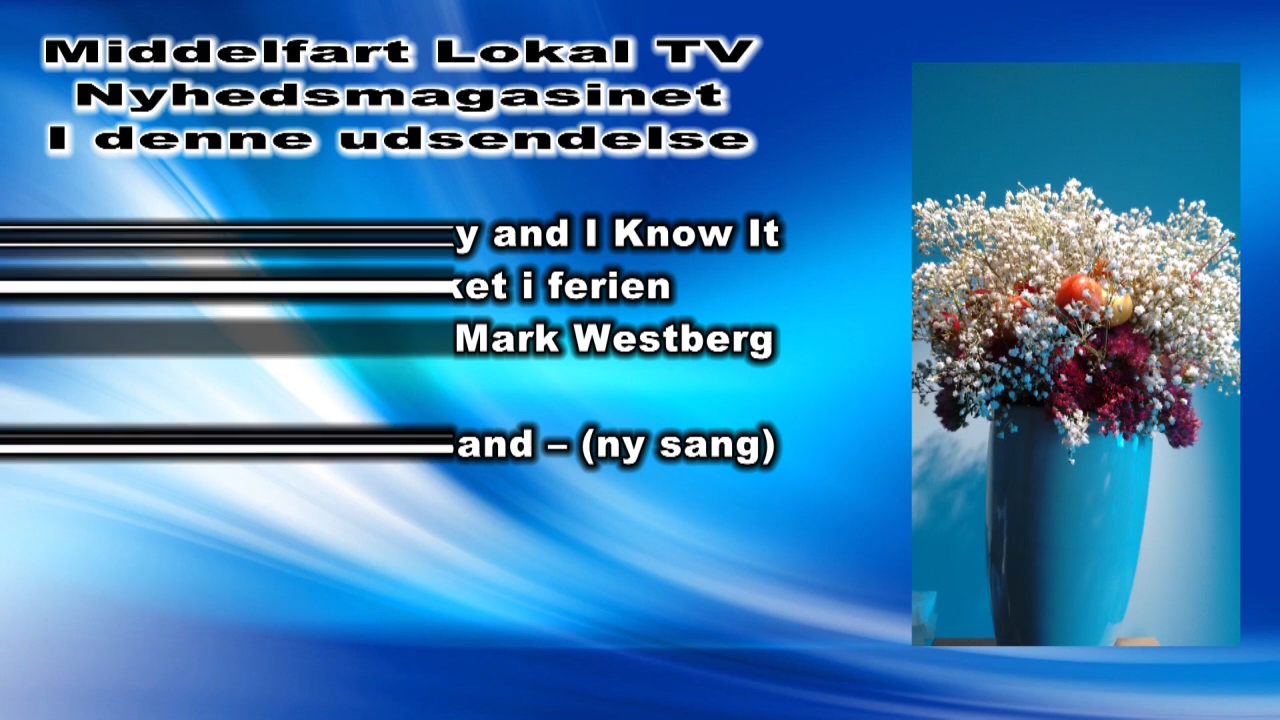 Middelfart Lokal TV
Nyhedsmagasinet
I denne udsendelse
y and I Know It
ket i ferien
Mark Westberg
and – (ny sang)